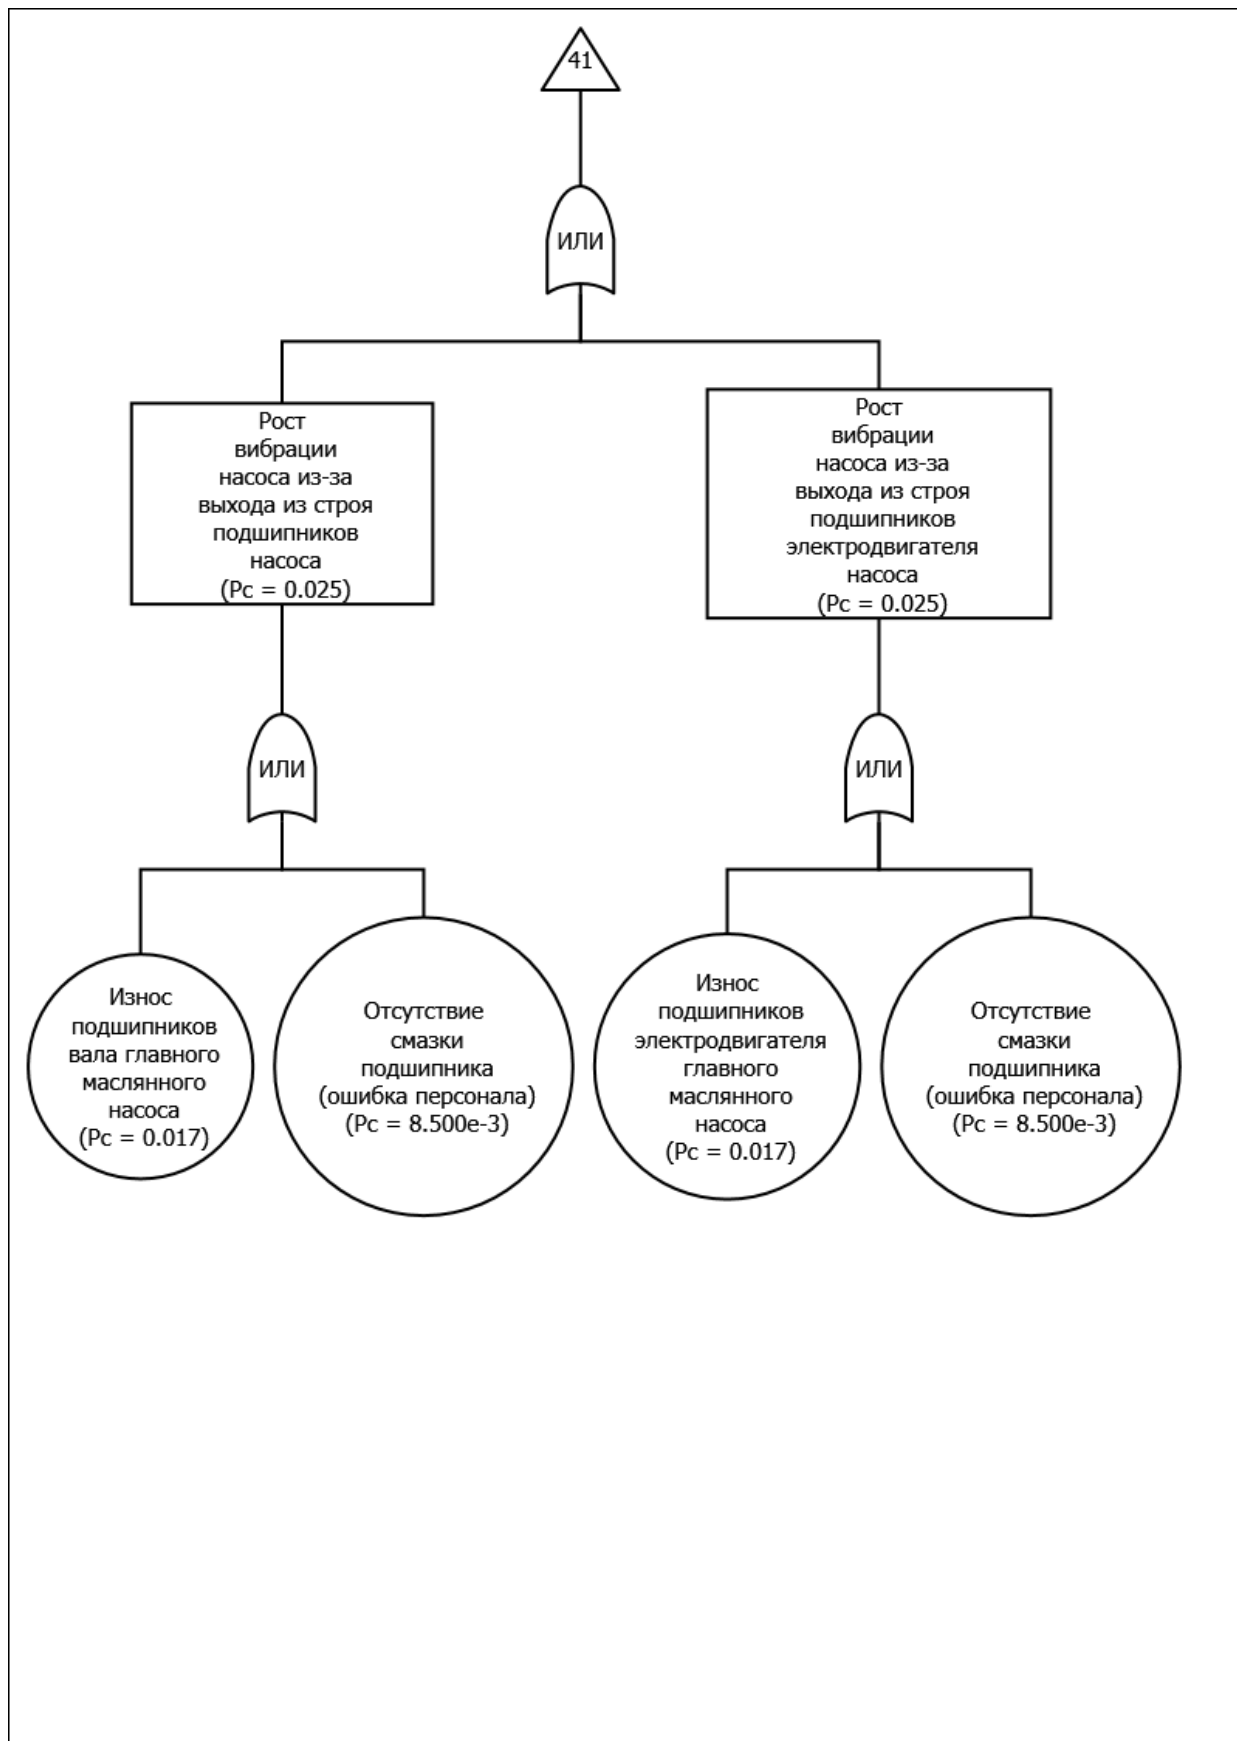 41
ИЛИ
Рост
вибрации
насоса из-за
выхода из строя
подшипников
насоса
(Pc = 0.025)
Рост
вибрации
насоса из-за
выхода из строя
подшипников
электродвигателя
насоса
(Pc = 0.025)
ИЛИ
ИЛИ
Износ
подшипников
вала главного
маслянного
насоса
(Pc = 0.017)
Отсутствие
смазки
подшипника
(ошибка персонала)
(Pc = 8.500e-3)
Износ
подшипников
электродвигателя
главного
маслянного
насоса
(Pc = 0.017)
Отсутствие
смазки
подшипника
(ошибка персонала)
(Pc = 8.500e-3)